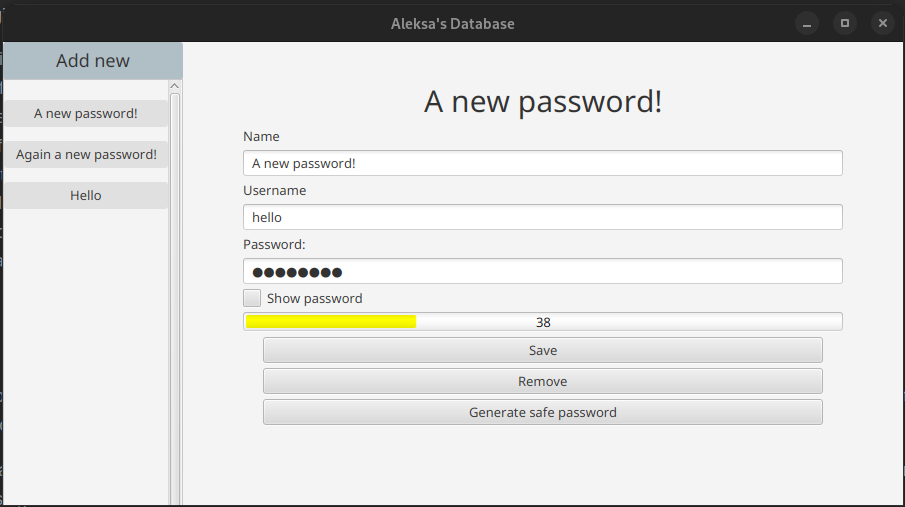 Aleksa's Database
Add new
A new password!
Again a new password!
Hello
A new password!
Name
A new password!
Username
hello
Password:
●●●●●●●●
Show password
38
Save
Remove
Generate safe password